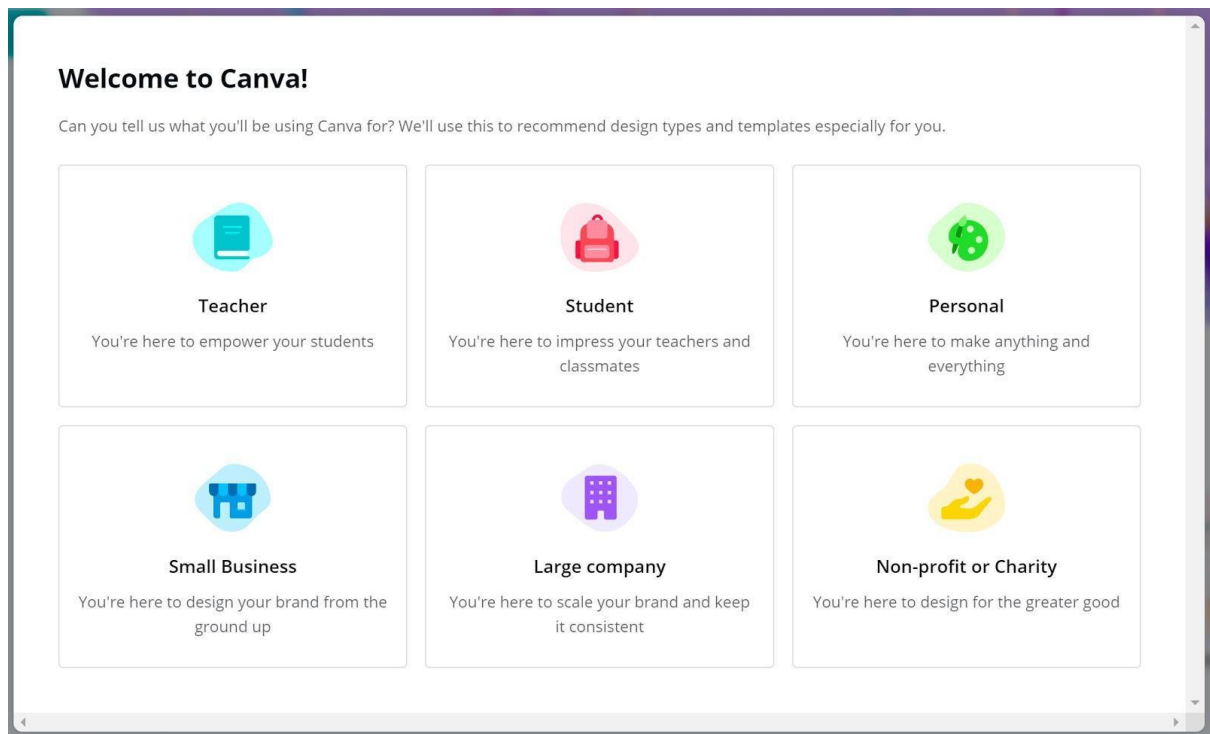 Welcome to Canva!
Can you tell us what you'll be using Canva for? We'll use this to recommend design types and templates especially for you.
Teacher
You're here to empower your students
Student
You're here to impress your teachers and
classmates
Personal
You're here to make anything and
everything
Small Business
You're here to design your brand from the
ground up
Large company
You're here to scale your brand and keep
it consistent
Non-profit or Charity
You're here to design for the greater good